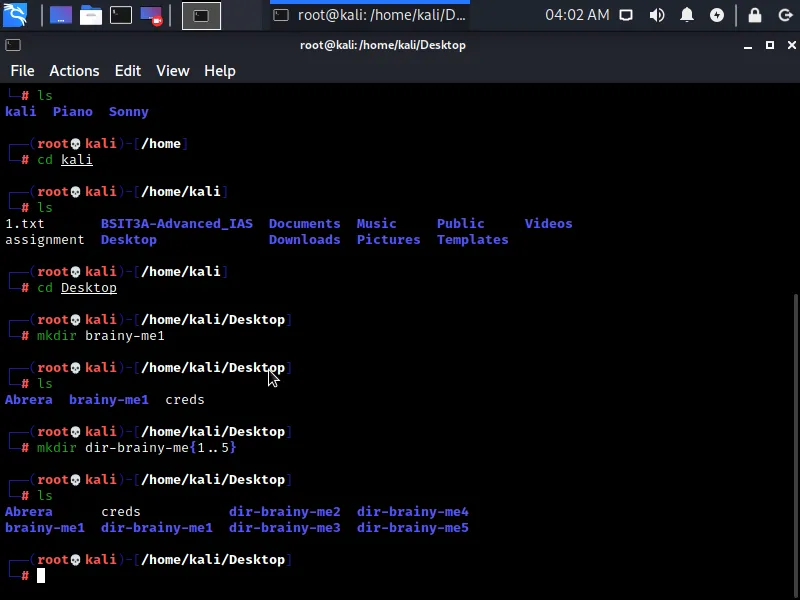 root@kali: /home/kali/D... 04:02 AM
root@kali:/home/kali/Desktop
File Actions Edit View Help
└─# ls
kali Piano Sonny
┌──(root💀kali)-[/home]
└─# cd kali
┌──(root💀kali)-[/home/kali]
└─# ls
1.txt BSIT3A-Advanced_IAS Documents Music Public Videos
assignment Desktop Downloads Pictures Templates
┌──(root💀kali)-[/home/kali]
└─# cd Desktop
┌──(root💀kali)-[/home/kali/Desktop]
└─# mkdir brainy-me1
┌──(root💀kali)-[/home/kali/Desktop]
└─# ls
Abrera brainy-me1 creds
┌──(root💀kali)-[/home/kali/Desktop]
└─# mkdir dir-brainy-me{1..5}
┌──(root💀kali)-[/home/kali/Desktop]
└─# ls
Abrera creds dir-brainy-me2 dir-brainy-me4
brainy-me1 dir-brainy-me1 dir-brainy-me3 dir-brainy-me5
┌──(root💀kali)-[/home/kali/Desktop]
└─#